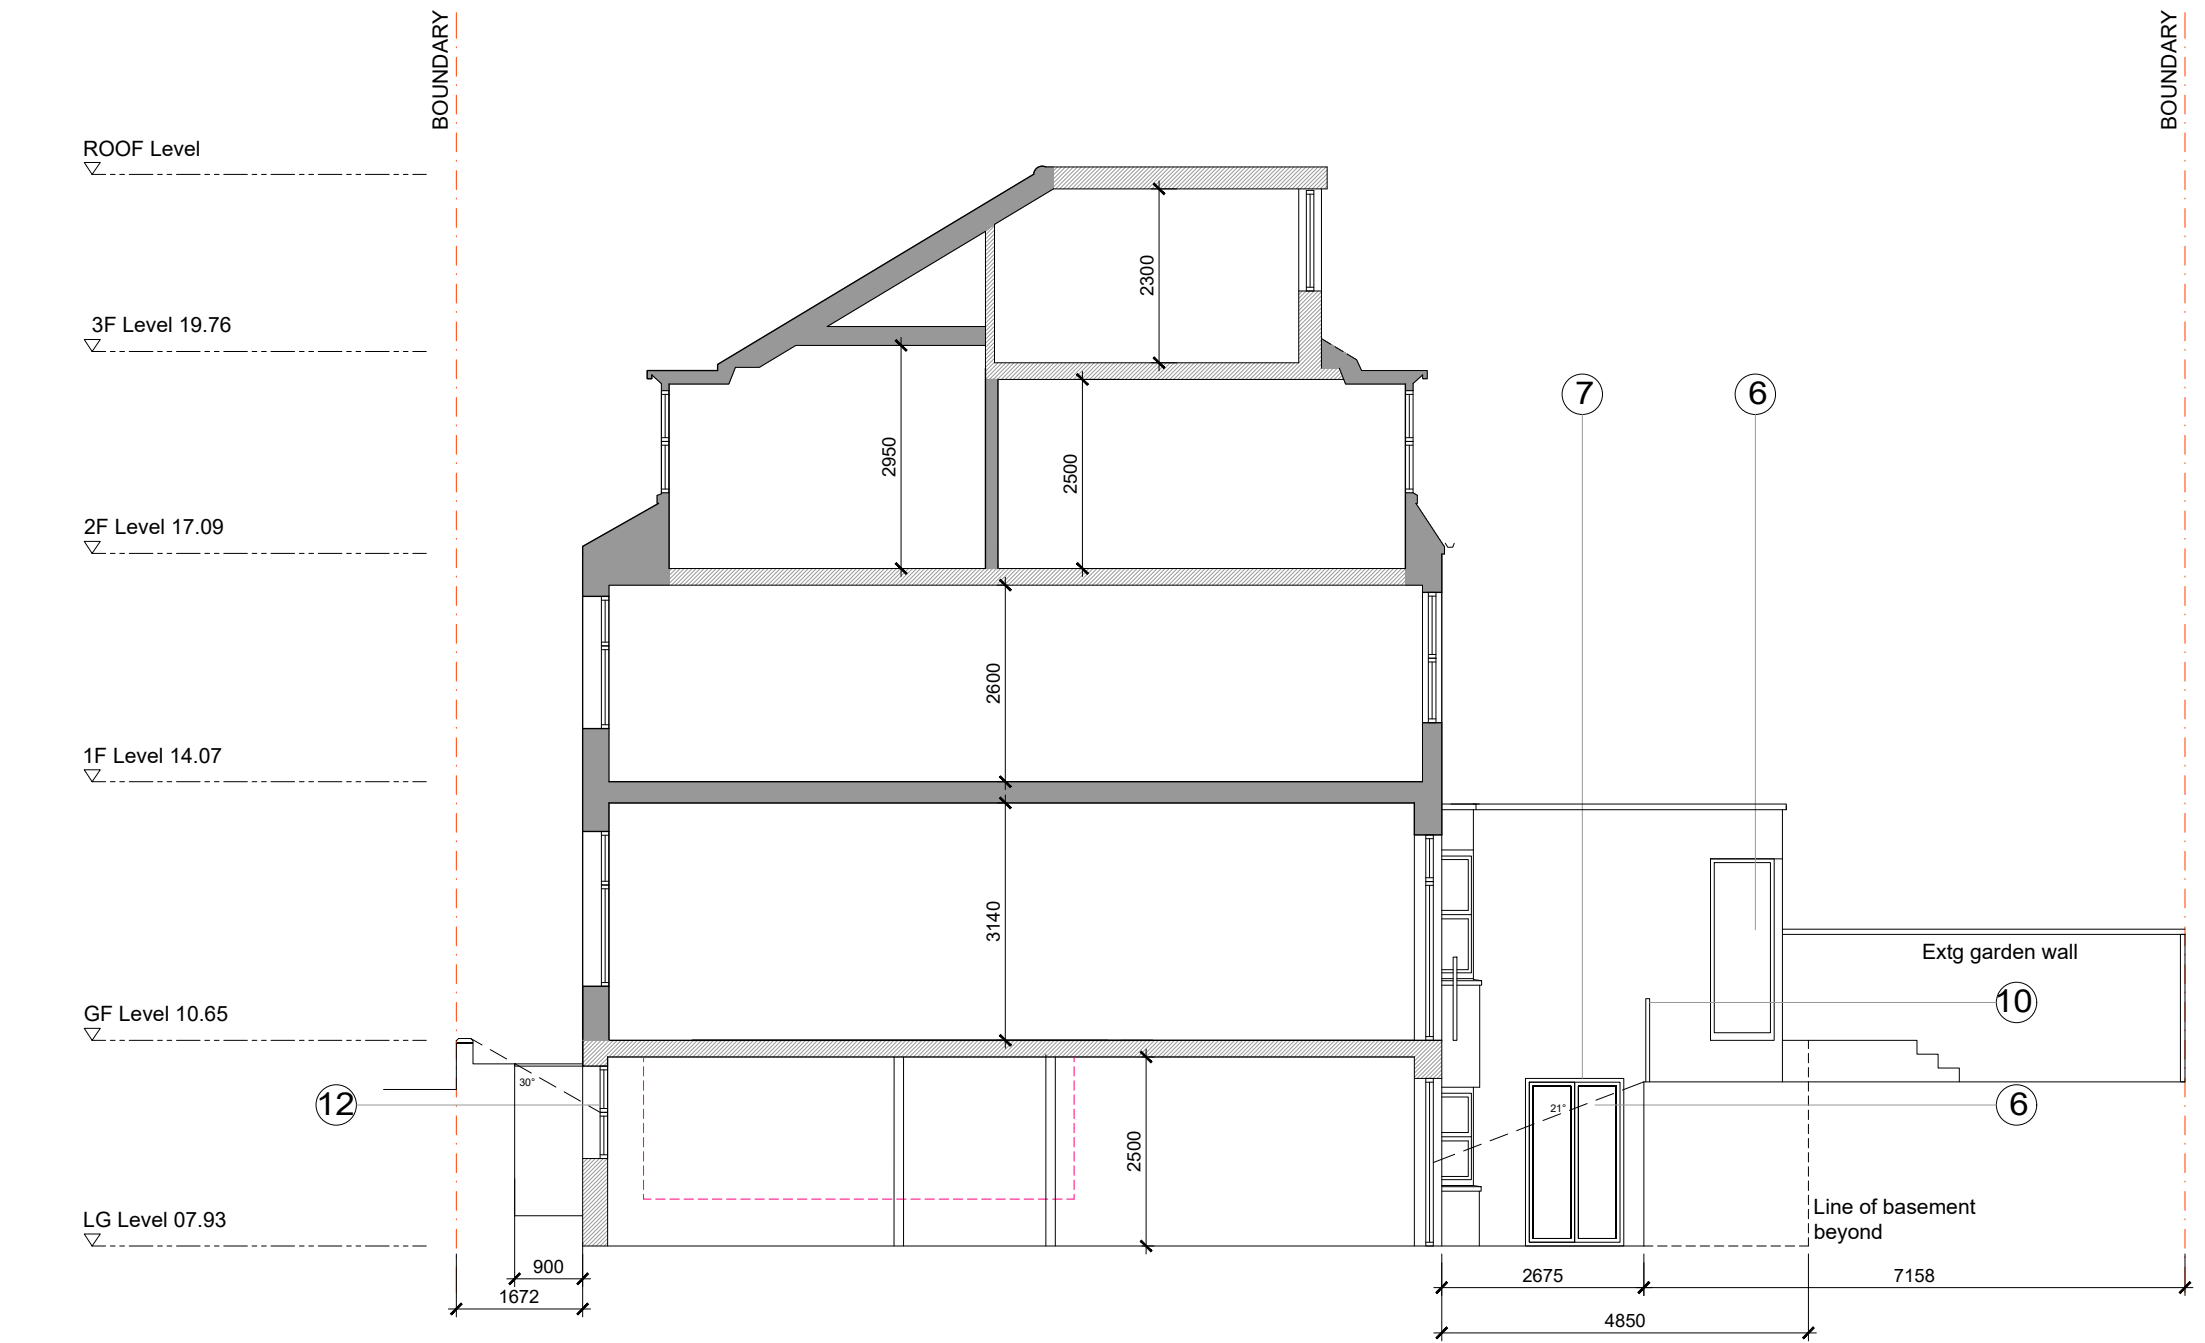 BOUNDARY
BOUNDARY
ROOF Level
3F Level 19.76
2300
7
6
2950
2500
2F Level 17.09
2600
1F Level 14.07
3140
Extg garden wall
10
GF Level 10.65
30°
12
21°
6
2500
LG Level 07.93
Line of basement
beyond
900
1672
2675
7158
4850